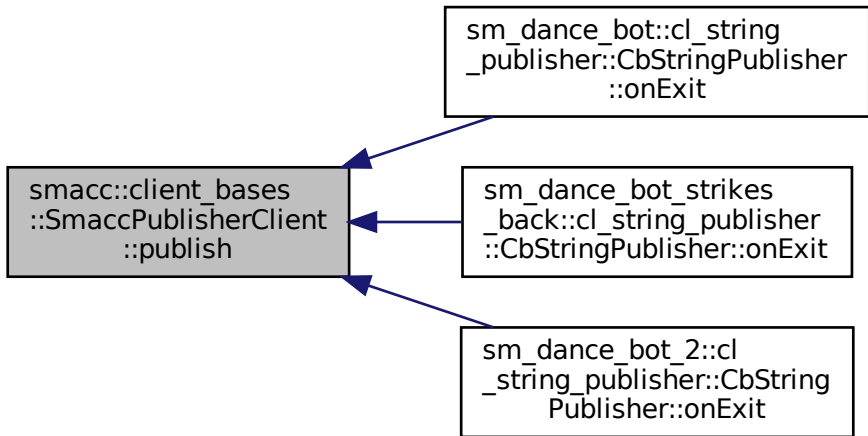 sm_dance_bot::cl_string
_publisher::CbStringPublisher
::onExit
smacc::client_bases
::SmaccPublisherClient
::publish
sm_dance_bot_strikes
_back::cl_string_publisher
::CbStringPublisher::onExit
sm_dance_bot_2::cl
_string_publisher::CbString
Publisher::onExit